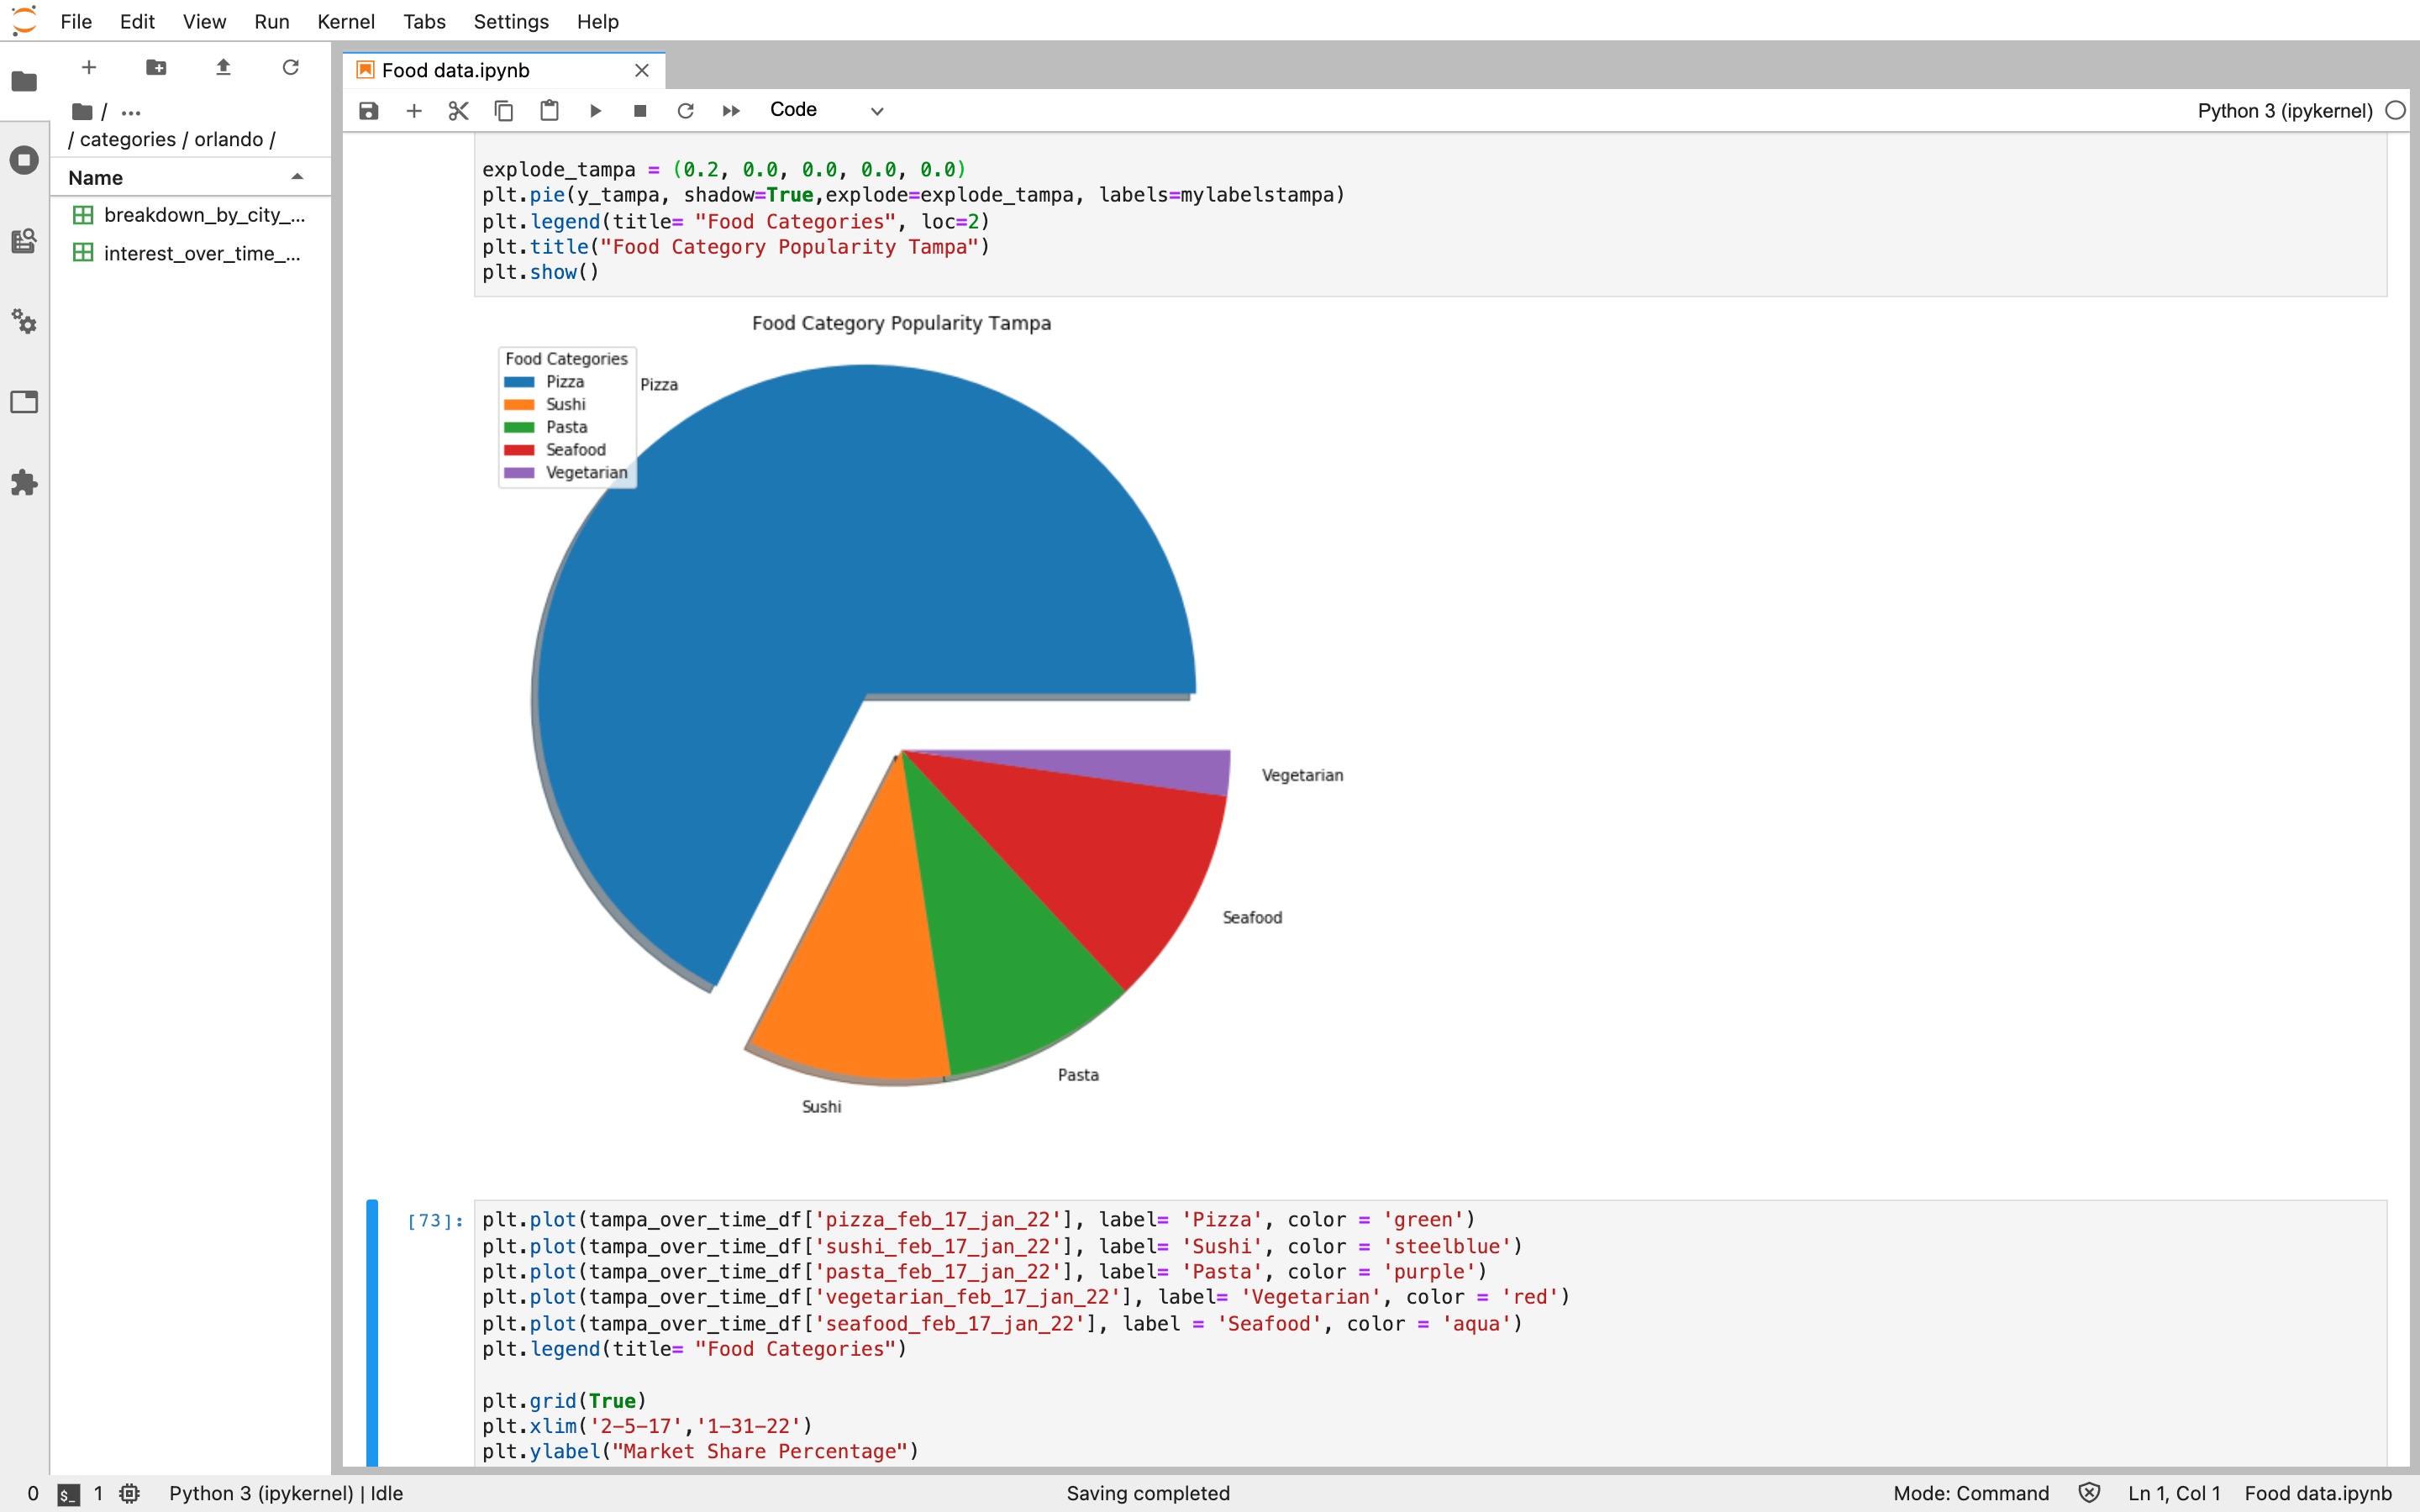 File Edit View Run Kernel Tabs Settings Help
Food data.ipynb
/ …
/ categories / orlando /
Code
Python 3 (ipykernel)
Name
breakdown_by_city_...
interest_over_time_...
explode_tampa = (0.2, 0.0, 0.0, 0.0, 0.0)
plt.pie(y_tampa, shadow=True,explode=explode_tampa, labels=mylabelstampa)
plt.legend(title= "Food Categories", loc=2)
plt.title("Food Category Popularity Tampa")
plt.show()
Food Category Popularity Tampa
Food Categories
Pizza
Sushi
Pasta
Seafood
Vegetarian
Pizza
Vegetarian
Seafood
Pasta
Sushi
[73]:
plt.plot(tampa_over_time_df['pizza_feb_17_jan_22'], label= 'Pizza', color = 'green')
plt.plot(tampa_over_time_df['sushi_feb_17_jan_22'], label= 'Sushi', color = 'steelblue')
plt.plot(tampa_over_time_df['pasta_feb_17_jan_22'], label= 'Pasta', color = 'purple')
plt.plot(tampa_over_time_df['vegetarian_feb_17_jan_22'], label= 'Vegetarian', color = 'red')
plt.plot(tampa_over_time_df['seafood_feb_17_jan_22'], label = 'Seafood', color = 'aqua')
plt.legend(title= "Food Categories")
plt.grid(True)
plt.xlim('2-5-17','1-31-22')
plt.ylabel("Market Share Percentage")
0 $_ 1 Python 3 (ipykernel) | Idle
Saving completed
Mode: Command Ln 1, Col 1 Food data.ipynb